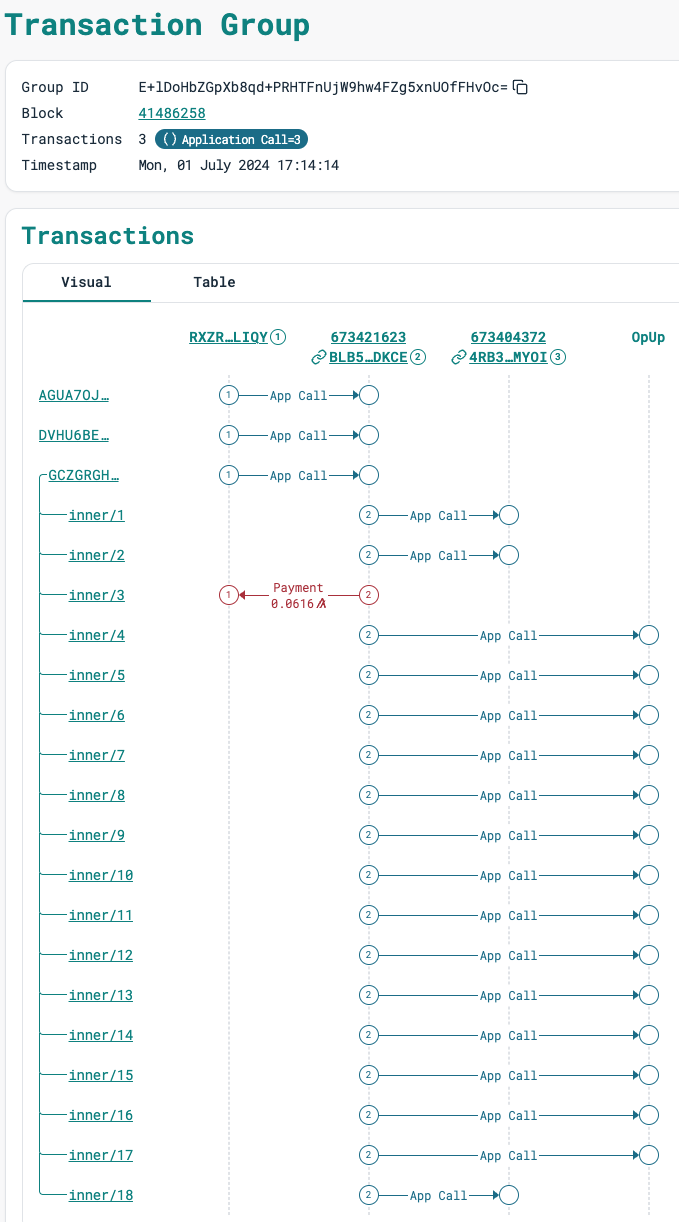 Transaction Group
Group ID E+lDoHbZGpXb8qd+PRHTFnUjW9hw4FZg5xnUOfFHvOc=
Block 41486258
Transactions 3 () Application Call=3
Timestamp Mon, 01 July 2024 17:14:14
Transactions
Visual Table
673421623 673404372
RXZR…LIQY 1 BLB5…DKCE 2 4RB3…MYOI 3 OpUp
AGUA7OJ… 1 App Call
DVHU6BE… 1 App Call
GCZGRGH… 1 App Call
inner/1 2 App Call
inner/2 2 App Call
inner/3 1 Payment 2
0.0616
inner/4 2 App Call
inner/5 2 App Call
inner/6 2 App Call
inner/7 2 App Call
inner/8 2 App Call
inner/9 2 App Call
inner/10 2 App Call
inner/11 2 App Call
inner/12 2 App Call
inner/13 2 App Call
inner/14 2 App Call
inner/15 2 App Call
inner/16 2 App Call
inner/17 2 App Call
inner/18 2 App Call